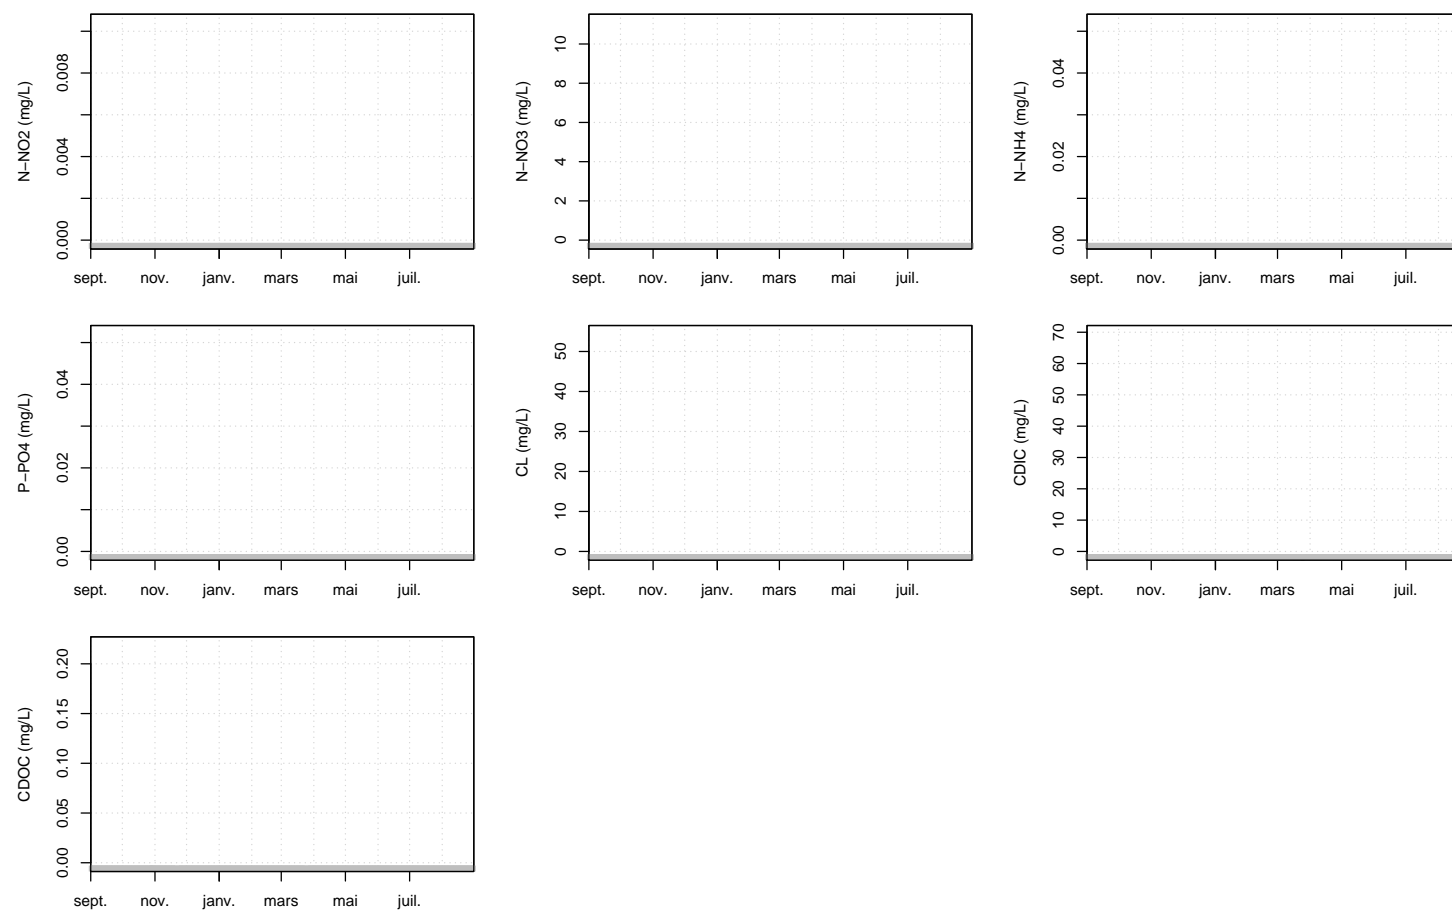 N−NO2 (mg/L)
0.000 0.004 0.008
sept. nov. janv. mars mai juil.
N−NO3 (mg/L)
0 2 4 6 8 10
sept. nov. janv. mars mai juil.
N−NH4 (mg/L)
0.00 0.02 0.04
sept. nov. janv. mars mai juil.
P−PO4 (mg/L)
0.00 0.02 0.04
sept. nov. janv. mars mai juil.
CL (mg/L)
0 10 20 30 40 50
sept. nov. janv. mars mai juil.
CDIC (mg/L)
0 10 20 30 40 50 60 70
sept. nov. janv. mars mai juil.
CDOC (mg/L)
0.00 0.05 0.10 0.15 0.20
sept. nov. janv. mars mai juil.